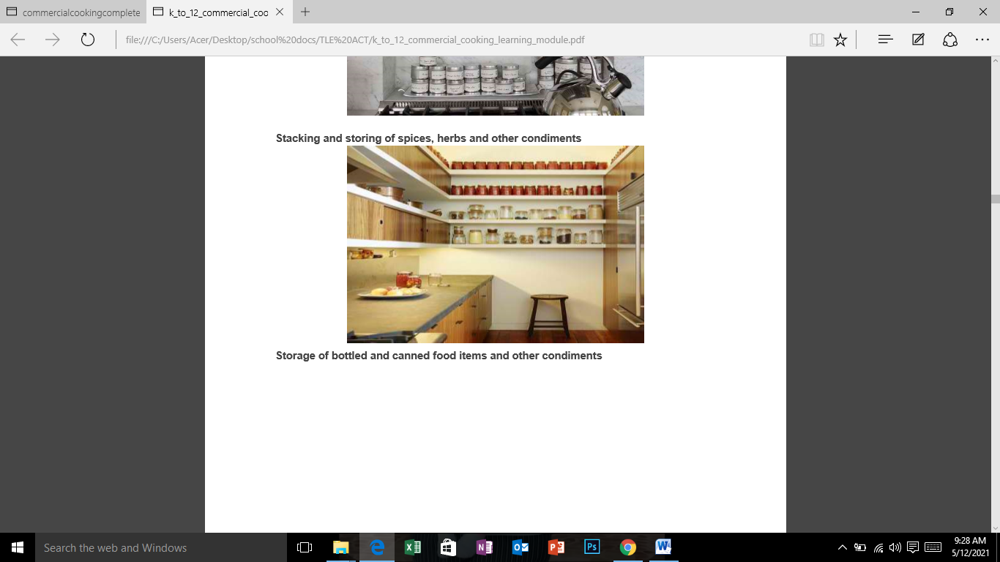 commercialcookingcomplete
k_to_12_commercial_coo
file:///C:/Users/Acer/Desktop/school%20docs/TLE%20ACT/k_to_12_commercial_cooking_learning_module.pdf
Stacking and storing of spices, herbs and other condiments
Storage of bottled and canned food items and other condiments
Search the web and Windows
9:28 AM
5/12/2021